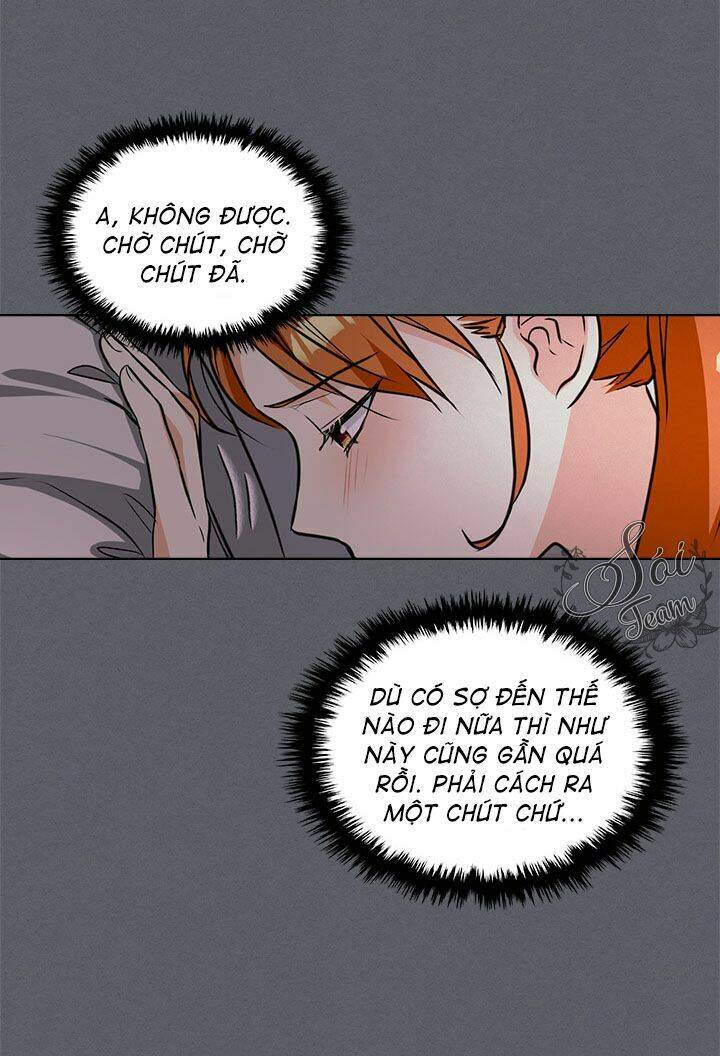 A, KHÔNG ĐƯỢC.
CHỜ CHÚT, CHỜ
CHÚT ĐÃ.
Sói
Team
DÙ CÓ SỢ ĐẾN THẾ
NÀO ĐI NỮA THÌ NHƯ
NÀY CŨNG GẦN QUÁ
RỒI. PHẢI CÁCH RA
MỘT CHÚT CHỨ...